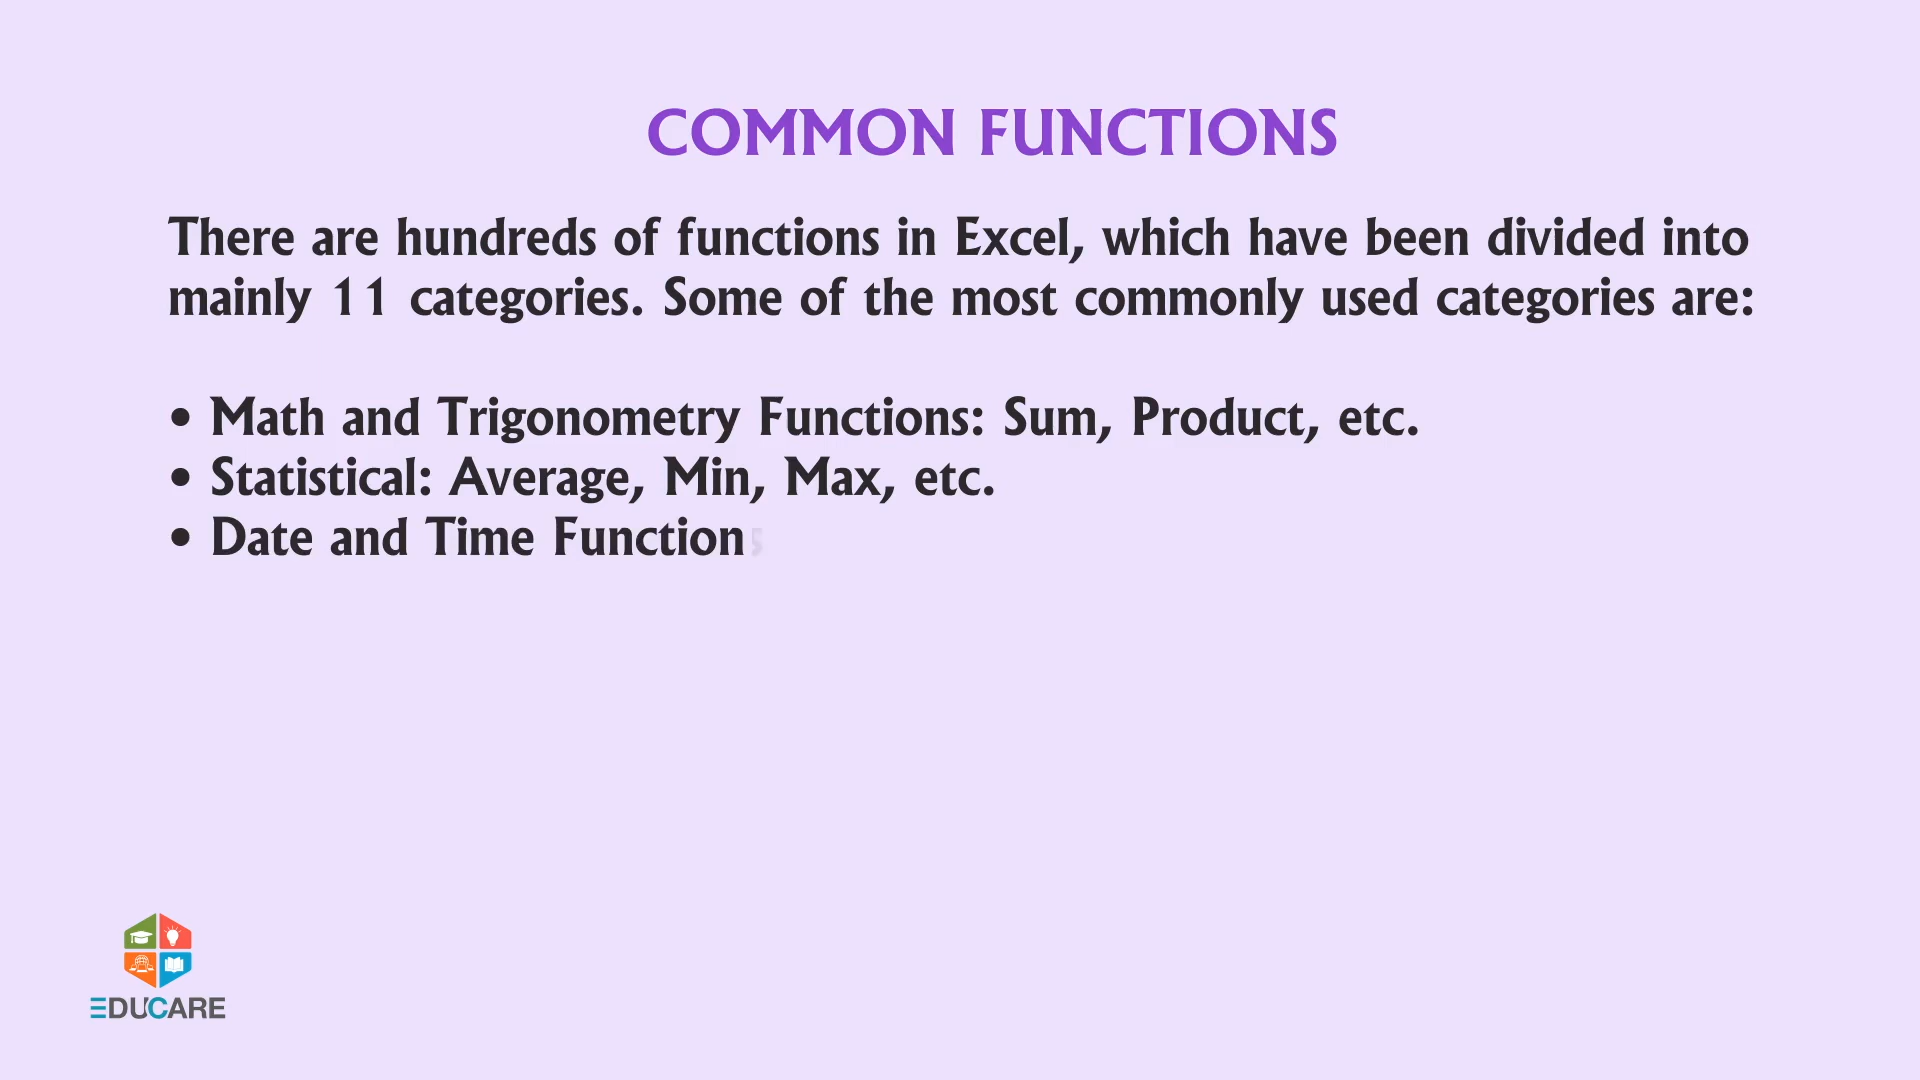 COMMON FUNCTIONS
There are hundreds of functions in Excel, which have been divided into
mainly 11 categories. Some of the most commonly used categories are:
• Math and Trigonometry Functions: Sum, Product, etc.
• Statistical: Average, Min, Max, etc.
• Date and Time Functions
EDUCARE